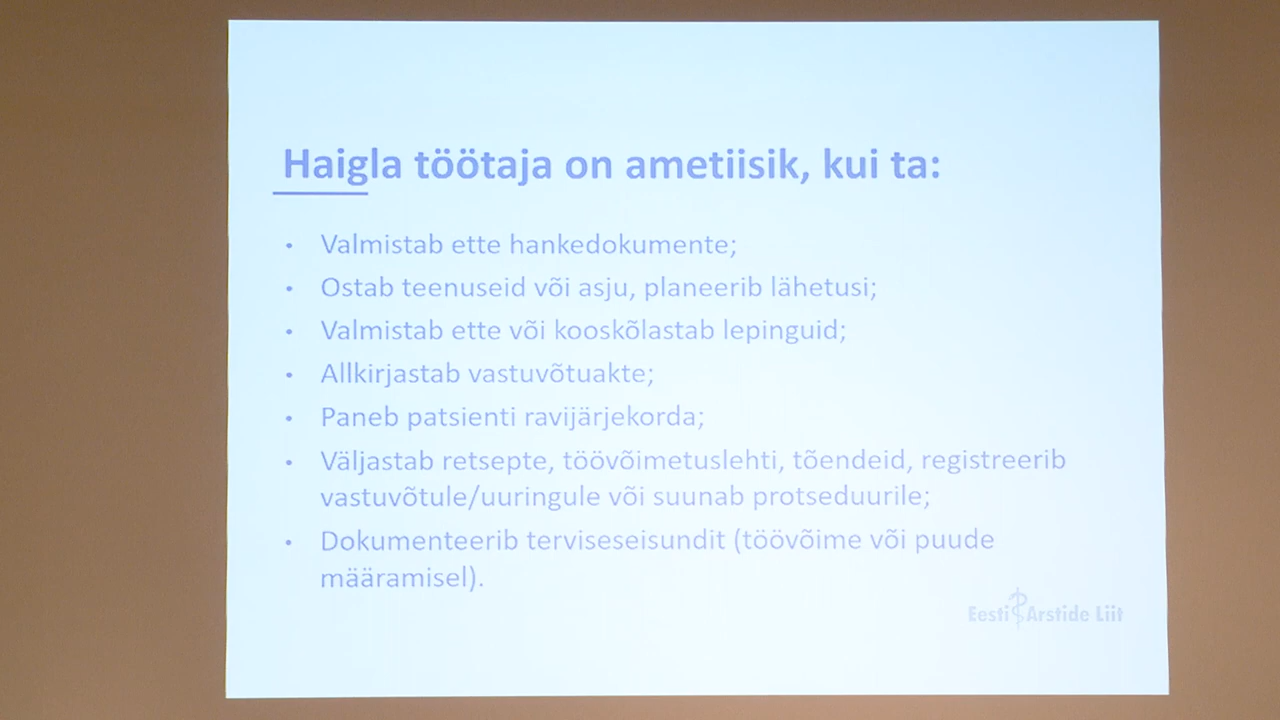 Haigla töötaja on ametiisik, kui ta:
• Valmistab ette hankedokumente;
• Ostab teenuseid või asju, planeerib lähetusi;
• Valmistab ette või kooskõlastab lepinguid;
• Allkirjastab vastuvõtuakte;
• Paneb patsienti ravijärjekorda;
• Väljastab retsepte, töövõimetuslehti, tõendeid, registreerib
vastuvõtule/uuringule või suunab protseduurile;
• Dokumenteerib terviseseisundit (töövõime või puude
määramisel).
Eesti Arstide Liit